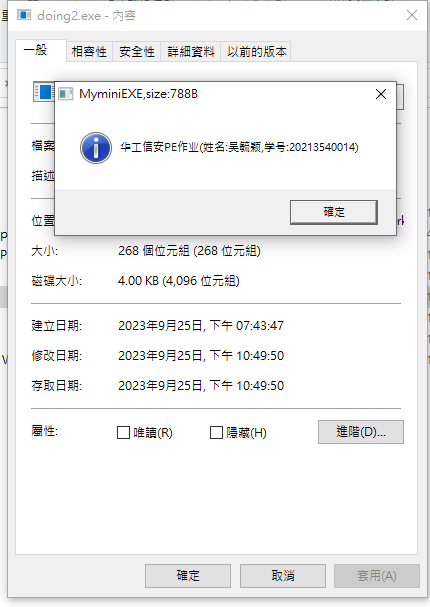 doing2.exe - 內容
一般
相容性
安全性
詳細資料
以前的版本
MyminiEXE,size:788B
华工信安PE作业(姓名:吴毓颖,学号:20213540014)
確定
檔案
描述
位置
大小:
268 個位元組 (268 位元組)
磁碟大小:
4.00 KB (4,096 位元組)
建立日期:
2023年9月25日, 下午 07:43:47
修改日期:
2023年9月25日, 下午 10:49:50
存取日期:
2023年9月25日, 下午 10:49:50
屬性:
唯讀(R)
隱藏(H)
進階(D)...
確定
取消
套用(A)